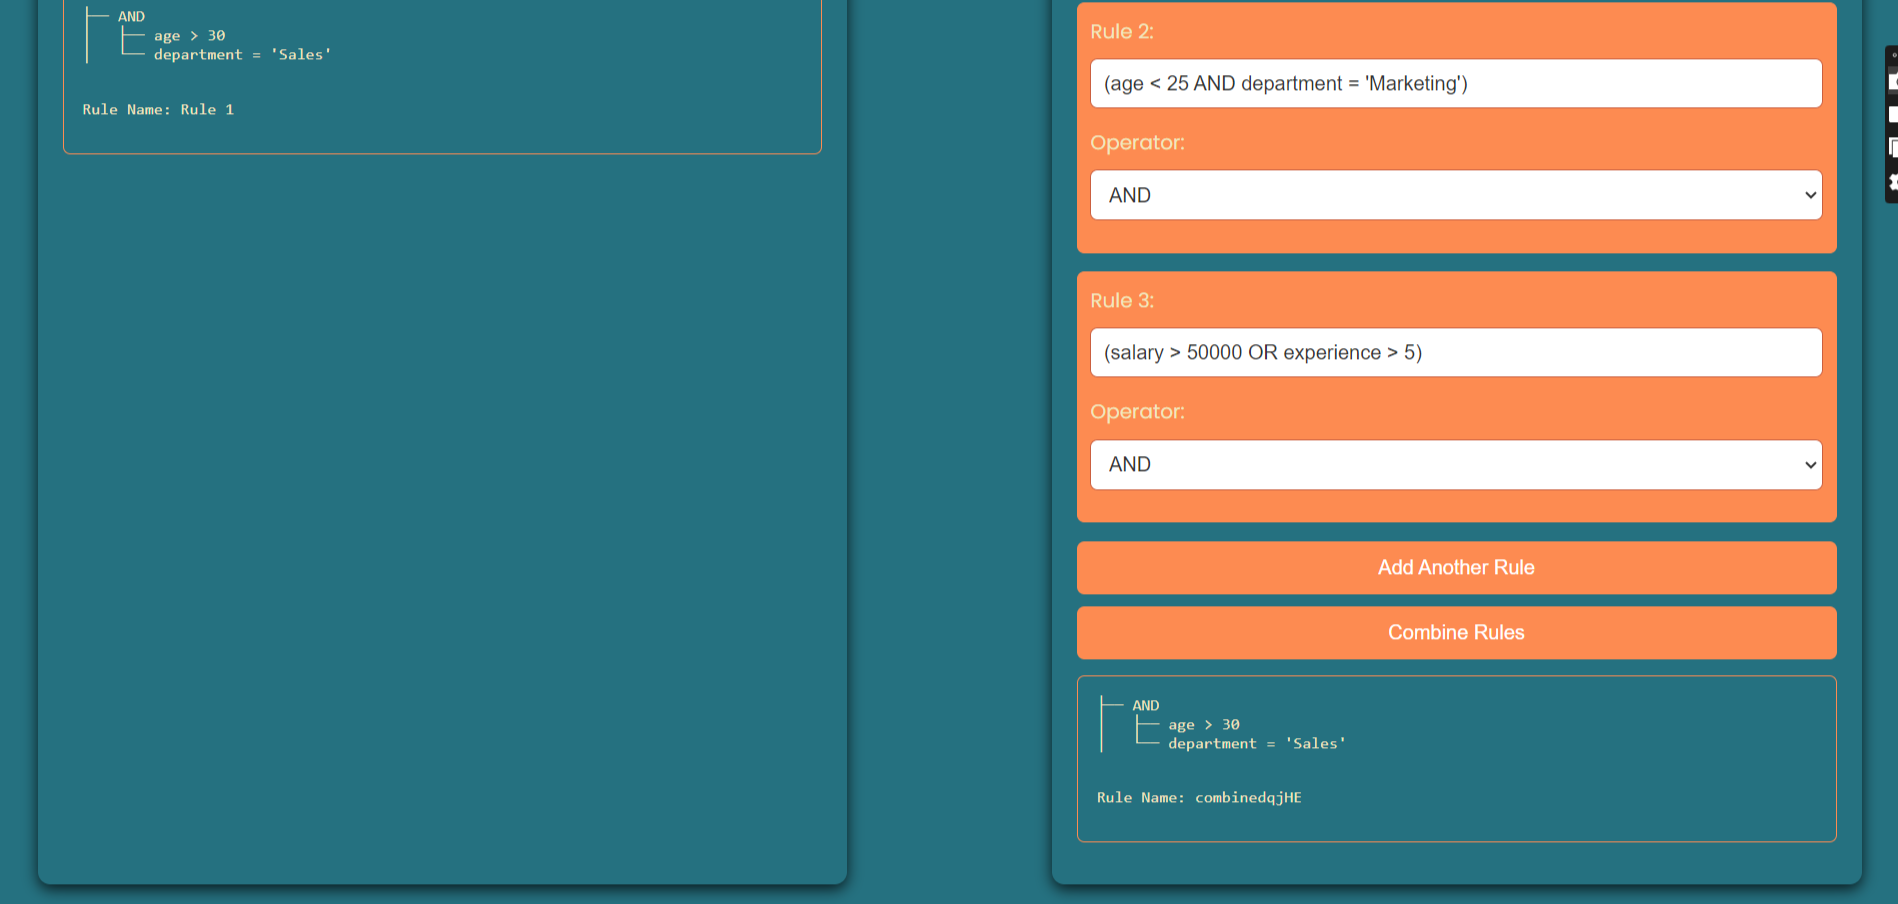 AND
age > 30
department = 'Sales'
Rule Name: Rule 1
Rule 2:
(age < 25 AND department = 'Marketing')
Operator:
AND
Rule 3:
(salary > 50000 OR experience > 5)
Operator:
AND
Add Another Rule
Combine Rules
AND
age > 30
department = 'Sales'
Rule Name: combinedqjHE